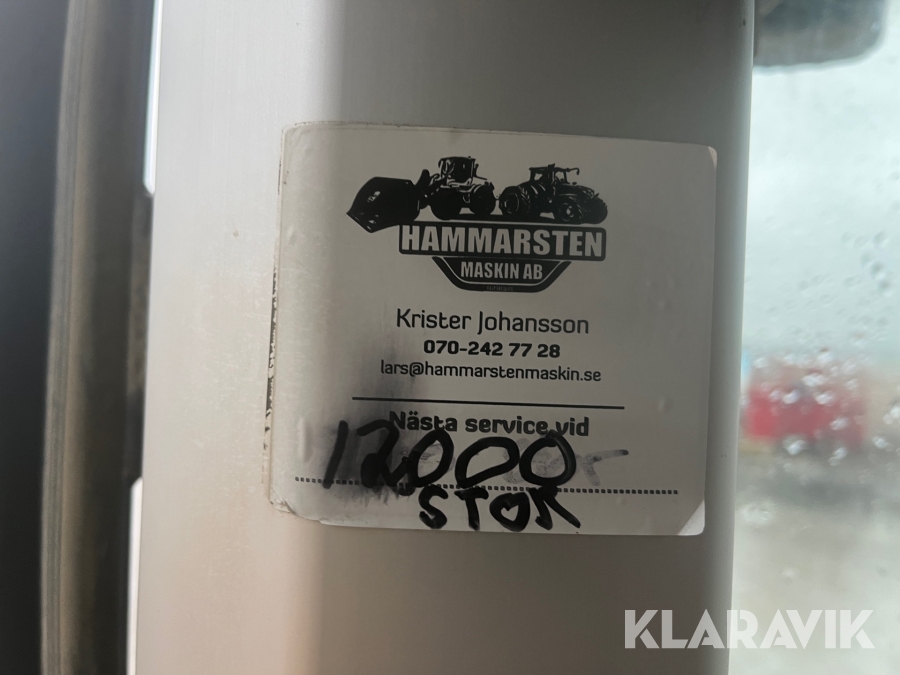 HAMMARSTEN
MASKIN AB
Krister Johansson
070-242 77 28
lars@hammarstenmaskin.se
Nästa service vid
12000
STOR
KLARAVIK